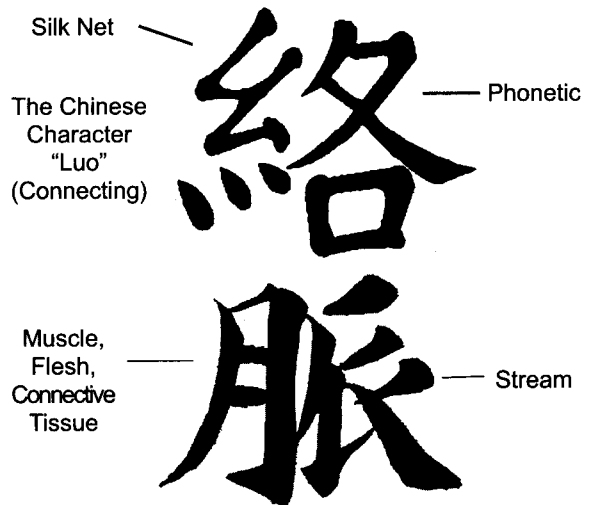 Silk Net
The Chinese
Character
“Luo”
(Connecting)
絡
Phonetic
Muscle,
Flesh,
Connective
Tissue
脈
Stream